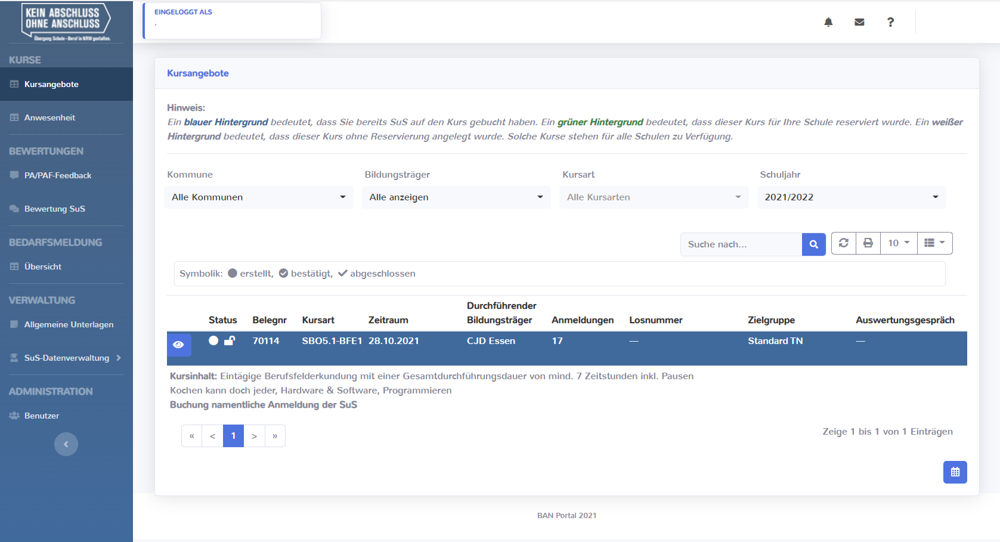 KEIN ABSCHLUSS
OHNE ANSCHLUSS
Übergang Schule - Beruf in NRW gestalten.
KURSE
Kursangebote
Anwesenheit
BEWERTUNGEN
PA/PAF-Feedback
Bewertung SuS
BEDARFSMELDUNG
Übersicht
VERWALTUNG
Allgemeine Unterlagen
SuS-Datenverwaltung
ADMINISTRATION
Benutzer
EINGELOGGT ALS
.
Kursangebote
Hinweis:
Ein blauer Hintergrund bedeutet, dass Sie bereits SuS auf den Kurs gebucht haben. Ein grüner Hintergrund bedeutet, dass dieser Kurs für Ihre Schule reserviert wurde. Ein weißer
Hintergrund bedeutet, dass dieser Kurs ohne Reservierung angelegt wurde. Solche Kurse stehen für alle Schulen zu Verfügung.
Kommune Bildungsträger Kursart Schuljahr
Alle Kommunen Alle anzeigen Alle Kursarten 2021/2022
Suche nach... 10
Symbolik: erstellt, bestätigt, abgeschlossen
Status Belegnr Kursart Zeitraum Durchführender Bildungsträger Anmeldungen Losnummer Zielgruppe Auswertungsgespräch
70114 SBO5.1-BFE1 28.10.2021 CJD Essen 17 --- Standard TN ---
Kursinhalt: Eintägige Berufsfelderkundung mit einer Gesamtdurchführungsdauer von mind. 7 Zeitstunden inkl. Pausen
Kochen kann doch jeder, Hardware & Software, Programmieren
Buchung namentliche Anmeldung der SuS
« < 1 > »
Zeige 1 bis 1 von 1 Einträgen
BAN Portal 2021